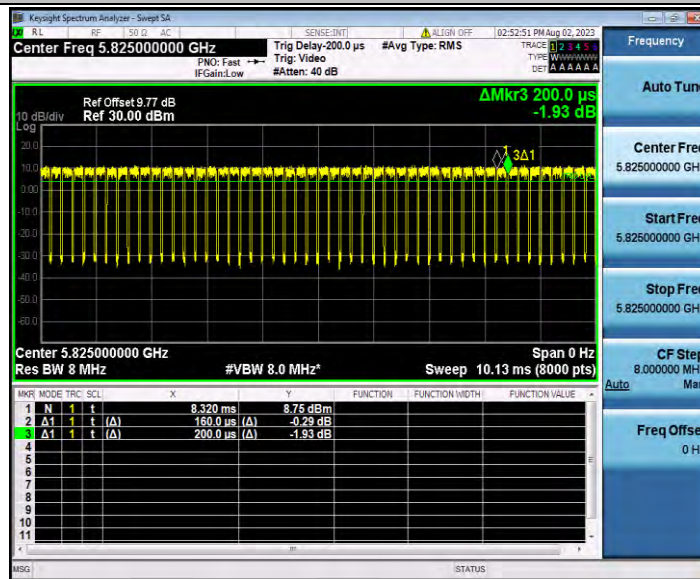 Keysight Spectrum Analyzer - Swept SA
RL RF 50 Ω AC SENSE:INT ALIGN OFF 02:52:51 PM Aug 02, 2023
Center Freq 5.825000000 GHz
PNO: Fast
IFGain:Low
Trig Delay-200.0 µs
Trig: Video
#Atten: 40 dB
#Avg Type: RMS
TRACE 1 2 3 4 5 6
TYPE
DET A A A A A A
Frequency
Ref Offset 9.77 dB
10 dB/div Ref 30.00 dBm
Log
ΔMkr3 200.0 µs
-1.93 dB
20.0
10.0
0.00
-10.0
-20.0
-30.0
-40.0
-60.0
1
3Δ1
Center 5.825000000 GHz Span 0 Hz
Res BW 8 MHz #VBW 8.0 MHz* Sweep 10.13 ms (8000 pts)
MKR MODE TRC SCL X Y FUNCTION FUNCTION WIDTH FUNCTION VALUE
1 N 1 t 8.320 ms 8.75 dBm
2 Δ1 1 t (Δ) 160.0 µs (Δ) -0.29 dB
3 Δ1 1 t (Δ) 200.0 µs (Δ) -1.93 dB
4
5
6
7
8
9
10
11
Auto Tune
Center Freq
5.825000000 GH
Start Freq
5.825000000 GH
Stop Freq
5.825000000 GH
CF Step
8.000000 MH
Auto Ma
Freq Offse
0 H
MSG STATUS